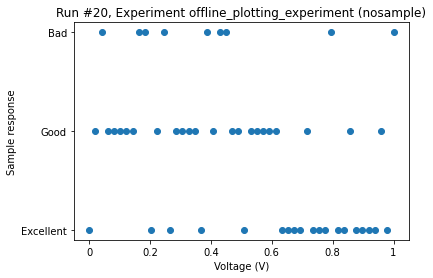 Run #20, Experiment offline_plotting_experiment (nosample)
Bad
Good
Excellent
Sample response
0 0.2 0.4 0.6 0.8 1
Voltage (V)